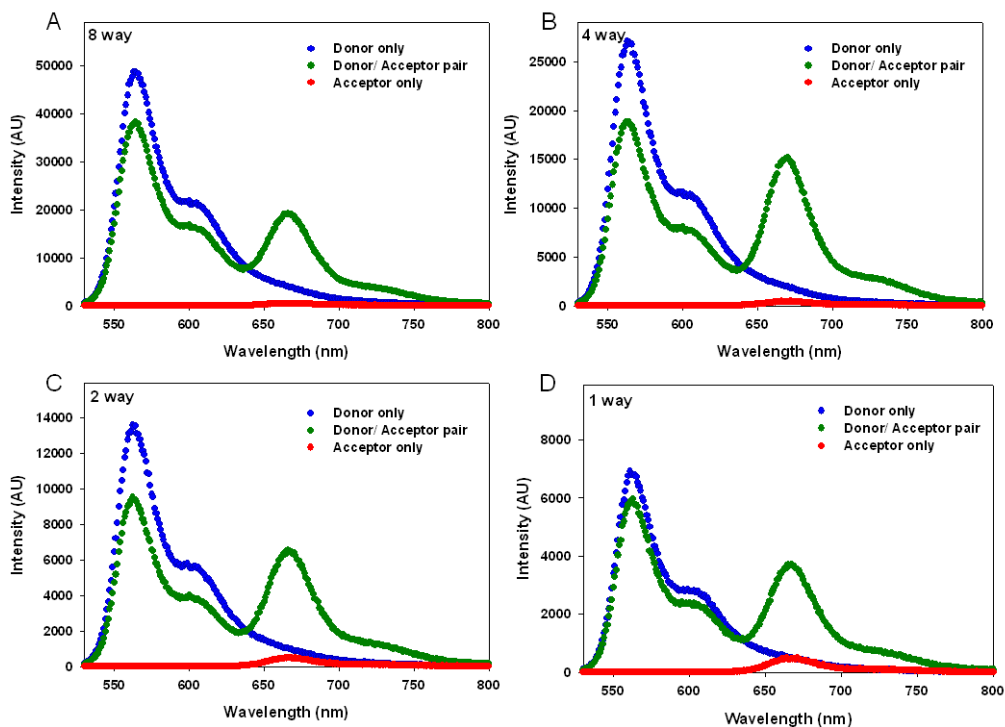 A
8 way
Donor only
Donor/ Acceptor pair
Acceptor only
Intensity (AU)
50000
40000
30000
20000
10000
0
550 600 650 700 750 800
Wavelength (nm)
B
4 way
Donor only
Donor/ Acceptor pair
Acceptor only
Intensity (AU)
25000
20000
15000
10000
5000
0
550 600 650 700 750 800
Wavelength (nm)
C
2 way
Donor only
Donor/ Acceptor pair
Acceptor only
Intensity (AU)
14000
12000
10000
8000
6000
4000
2000
0
550 600 650 700 750 800
Wavelength (nm)
D
1 way
Donor only
Donor/ Acceptor pair
Acceptor only
Intensity (AU)
8000
6000
4000
2000
0
550 600 650 700 750 800
Wavelength (nm)